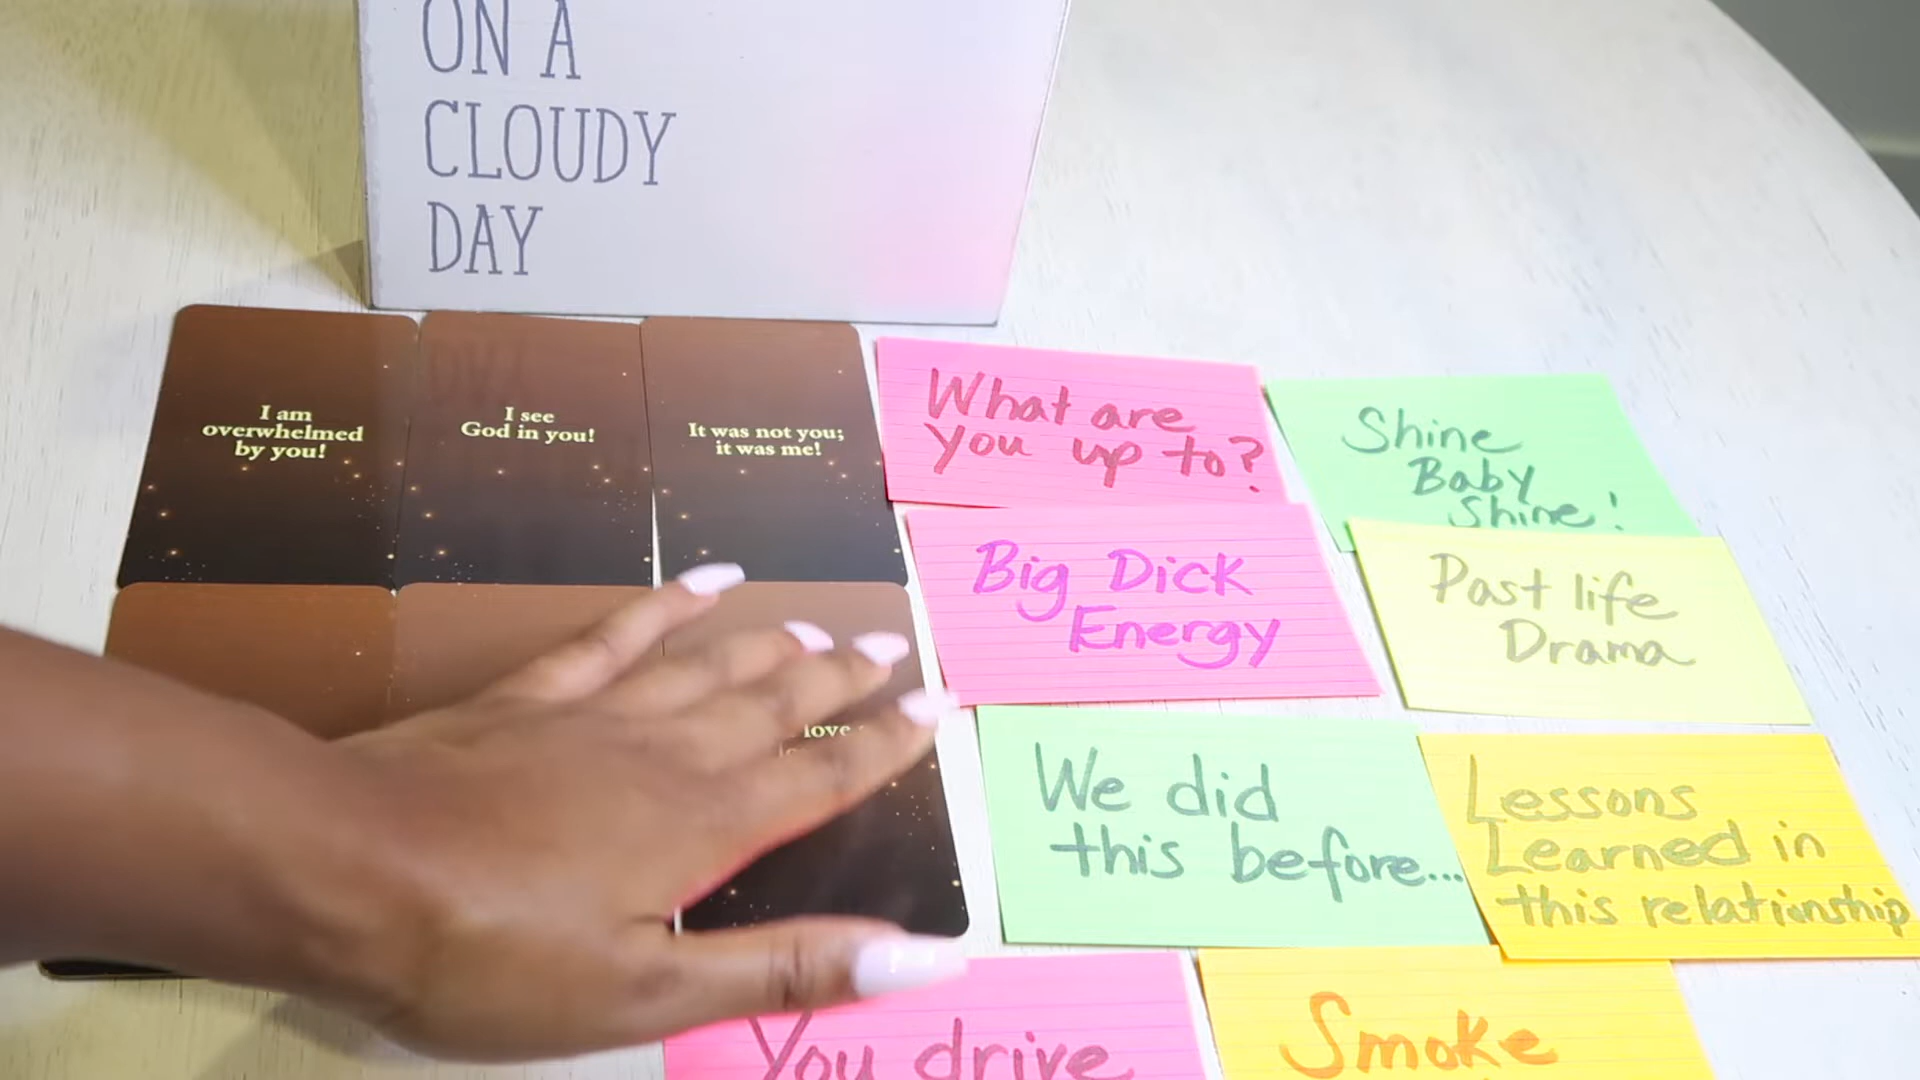 ON A
CLOUDY
DAY
I am
overwhelmed
by you!
I see
God in you!
It was not you;
it was me!
love
What are
you up to?
Shine
Baby
Shine!
Big Dick
Energy
Past life
Drama
We did
this before...
Lessons
Learned in
this relationship
You drive
Smoke